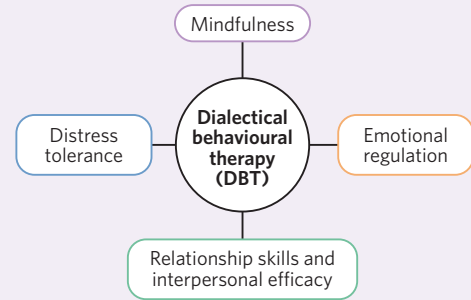 Mindfulness
Distress
tolerance
Dialectical
behavioural
therapy
(DBT)
Emotional
regulation
Relationship skills and
interpersonal efficacy